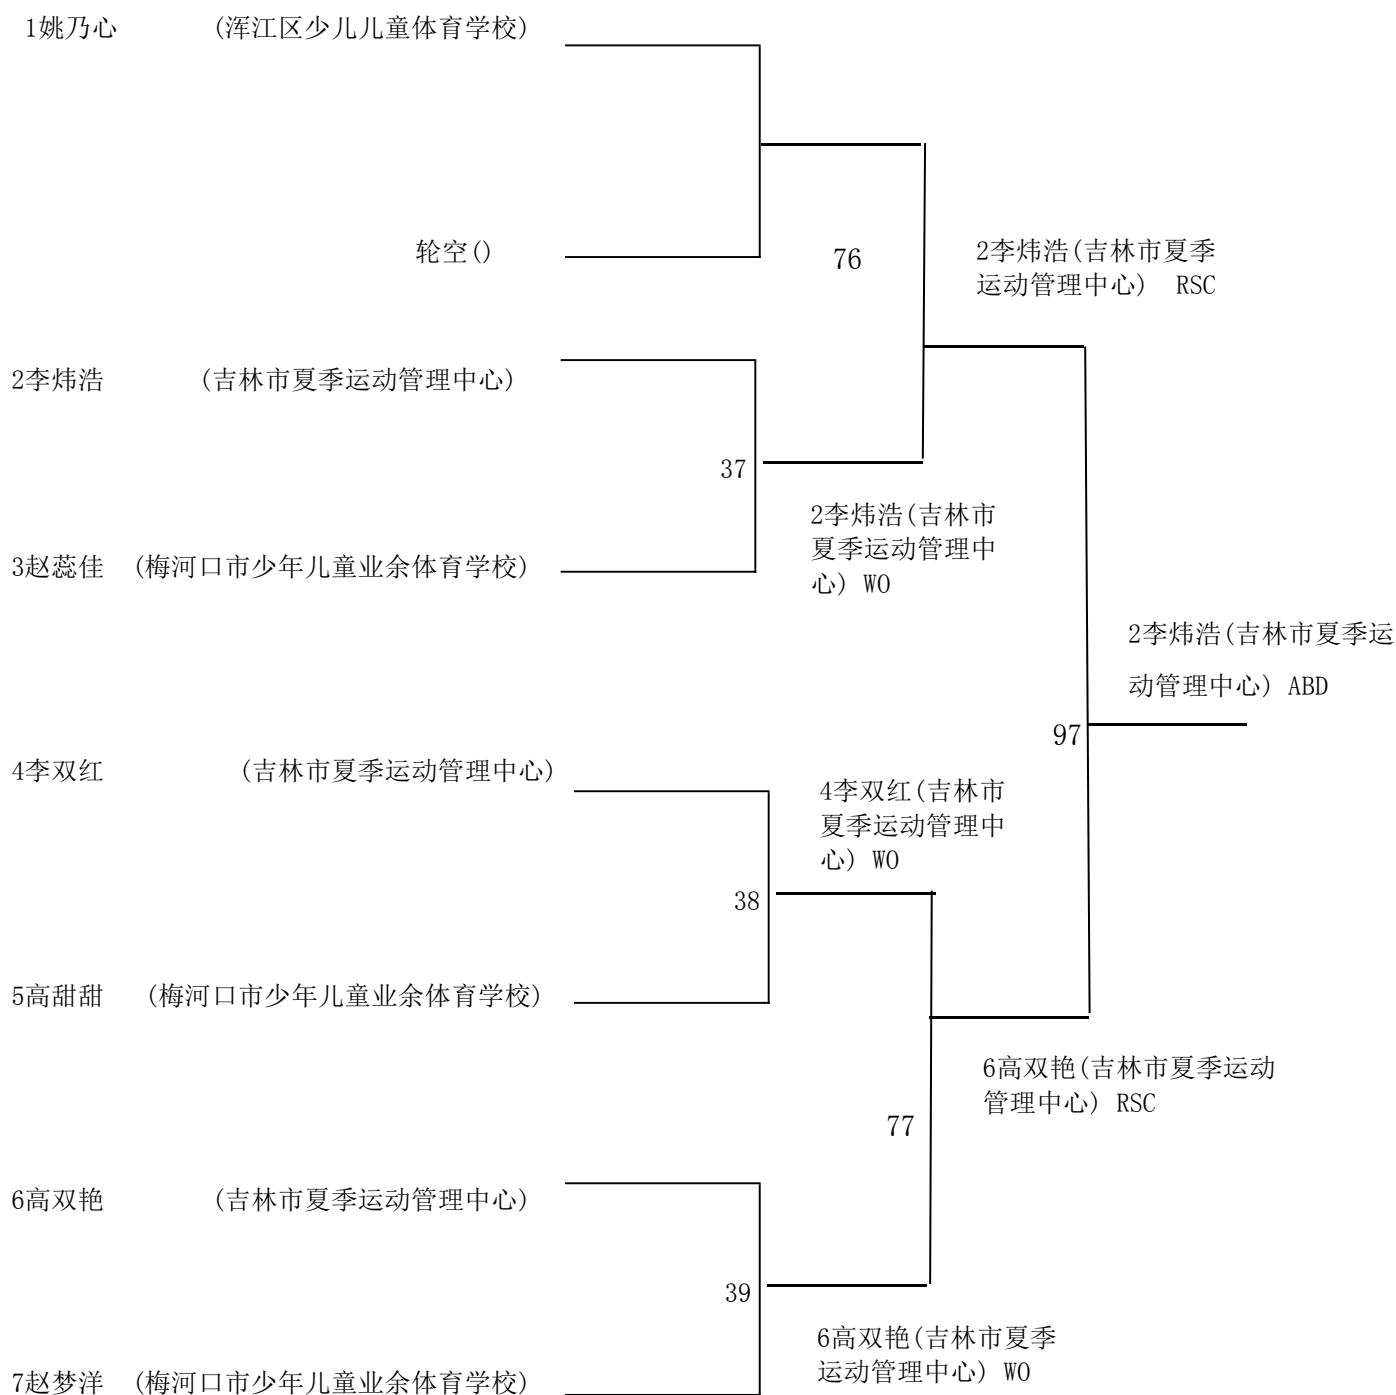 1姚乃心 (浑江区少儿儿童体育学校)
轮空()
76
2李炜浩(吉林市夏季
运动管理中心) RSC
2李炜浩 (吉林市夏季运动管理中心)
37
2李炜浩(吉林市
夏季运动管理中
心) WO
3赵蕊佳 (梅河口市少年儿童业余体育学校)
2李炜浩(吉林市夏季运
动管理中心) ABD
97
4李双红 (吉林市夏季运动管理中心)
4李双红(吉林市
夏季运动管理中
心) WO
38
5高甜甜 (梅河口市少年儿童业余体育学校)
6高双艳(吉林市夏季运动
管理中心) RSC
77
6高双艳 (吉林市夏季运动管理中心)
39
6高双艳(吉林市夏季
运动管理中心) WO
7赵梦洋 (梅河口市少年儿童业余体育学校)